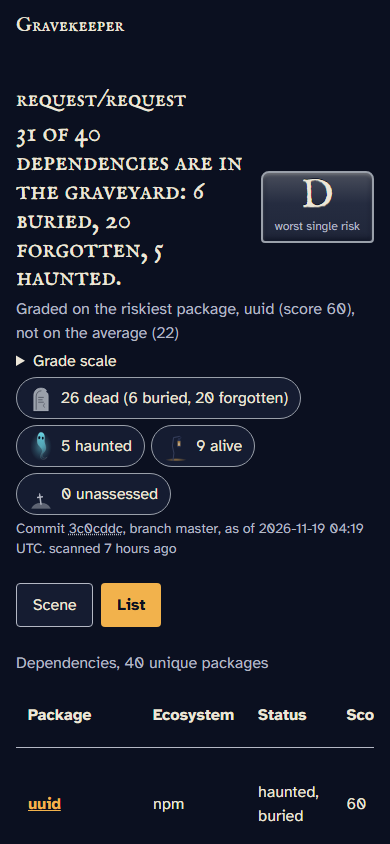 Gravekeeper
request/request
31 of 40
dependencies are in
the graveyard: 6
buried, 20
forgotten, 5
haunted.
D
worst single risk
Graded on the riskiest package, uuid (score 60),
not on the average (22)
Grade scale
26 dead (6 buried, 20 forgotten)
5 haunted
9 alive
0 unassessed
Commit 3c0cddc, branch master, as of 2026-11-19 04:19
UTC. scanned 7 hours ago
Scene
List
Dependencies, 40 unique packages
Package Ecosystem Status Sco
uuid npm haunted, buried 60